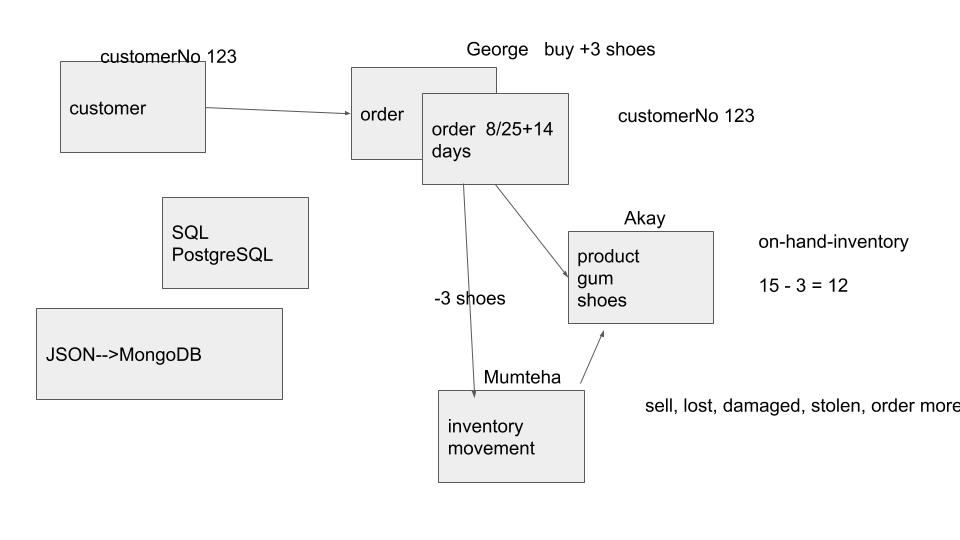 George   buy +3 shoes
customerNo 123
customer
order
order  8/25+14
days
customerNo 123
SQL
PostgreSQL
Akay
product
gum
shoes
on-hand-inventory
15 - 3 = 12
-3 shoes
JSON-->MongoDB
Mumteha
inventory
movement
sell, lost, damaged, stolen, order more